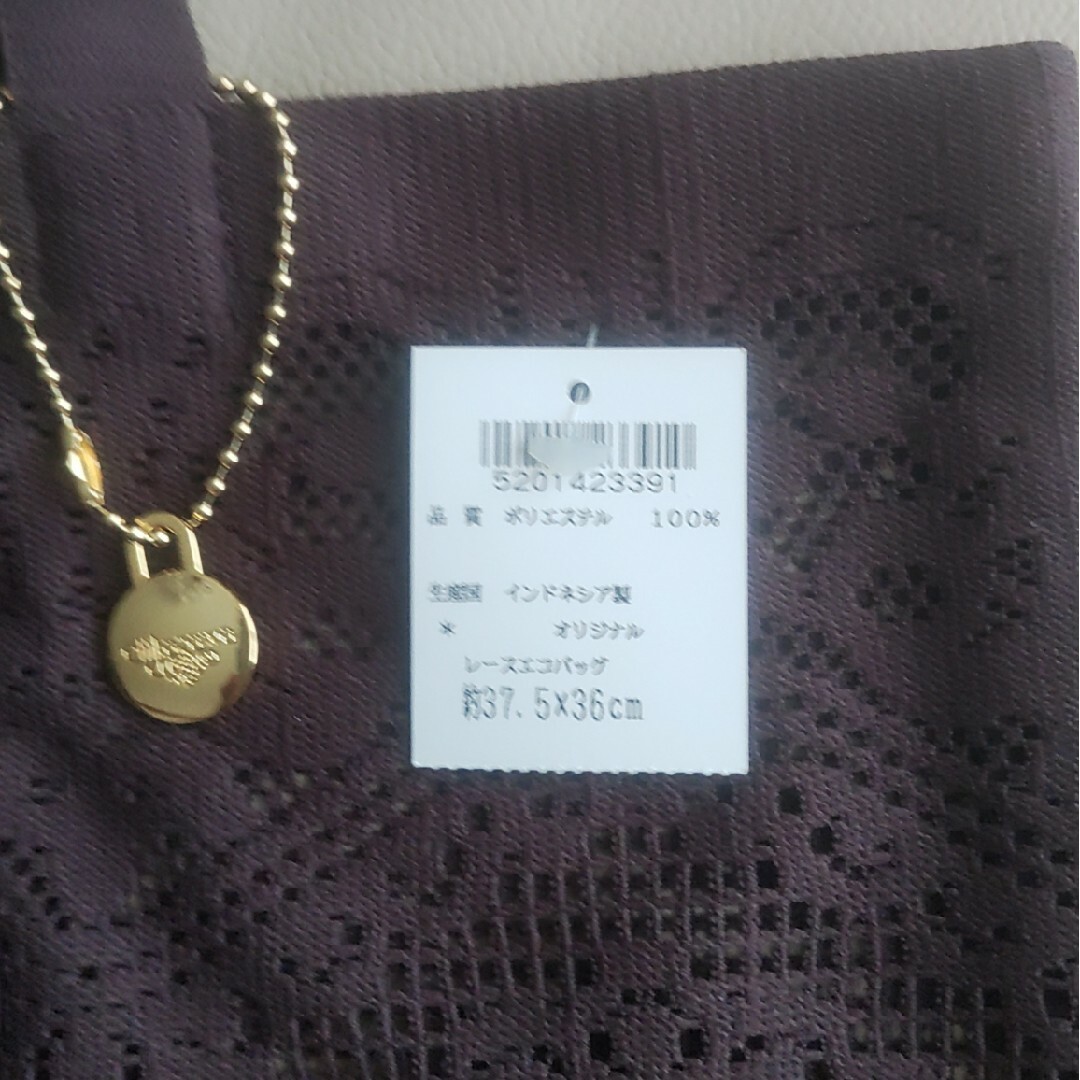 5201423391
品 質 ポリエステル 100%
生産国 インドネシア製
* オリジナル
レースエコバッグ
約37.5X36cm